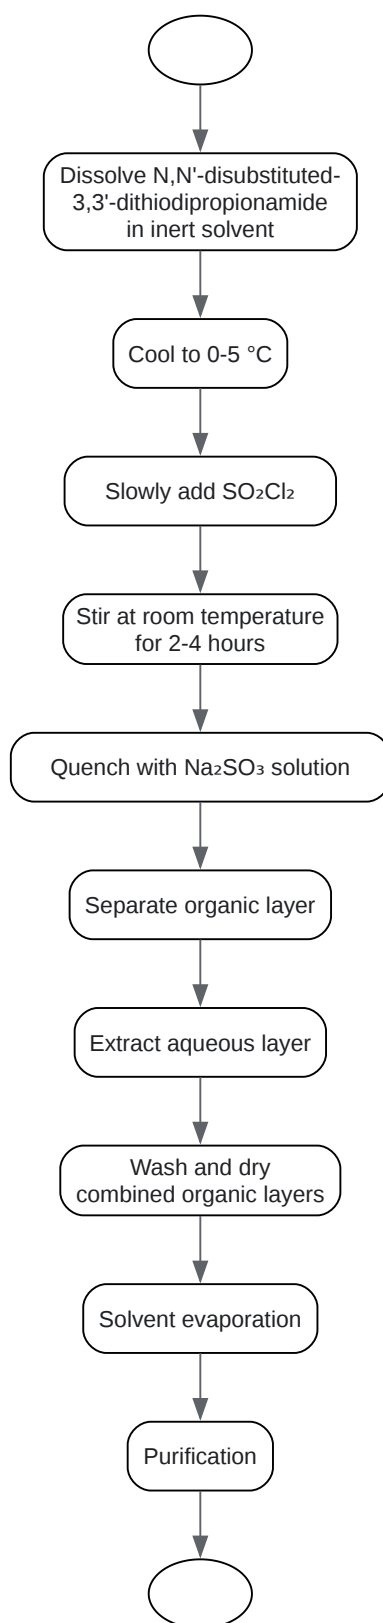 Dissolve N,N'-disubstituted-
3,3'-dithiodipropionamide
in inert solvent
Cool to 0-5 °C
Slowly add SO₂Cl₂
Stir at room temperature
for 2-4 hours
Quench with Na₂SO₃ solution
Separate organic layer
Extract aqueous layer
Wash and dry
combined organic layers
Solvent evaporation
Purification